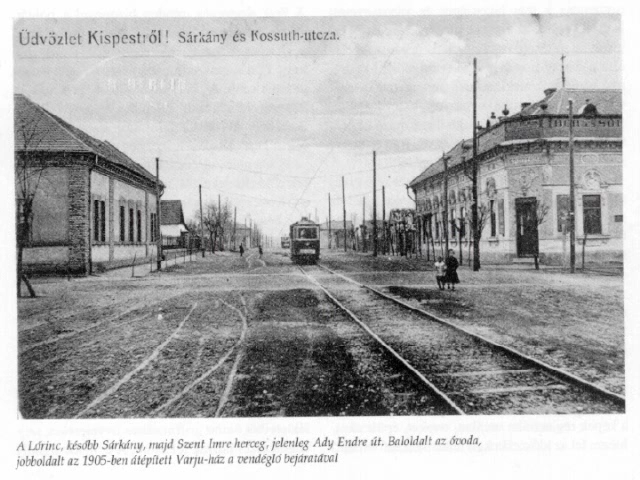 Üdvözlet Kispestről! Sárkány és Kossuth-utcza.
A Lőrinc, később Sárkány, majd Szent Imre herceg, jelenleg Ady Endre út. Baloldalt az óvoda,
jobboldalt az 1905-ben átépített Varju-ház a vendéglő bejáratával